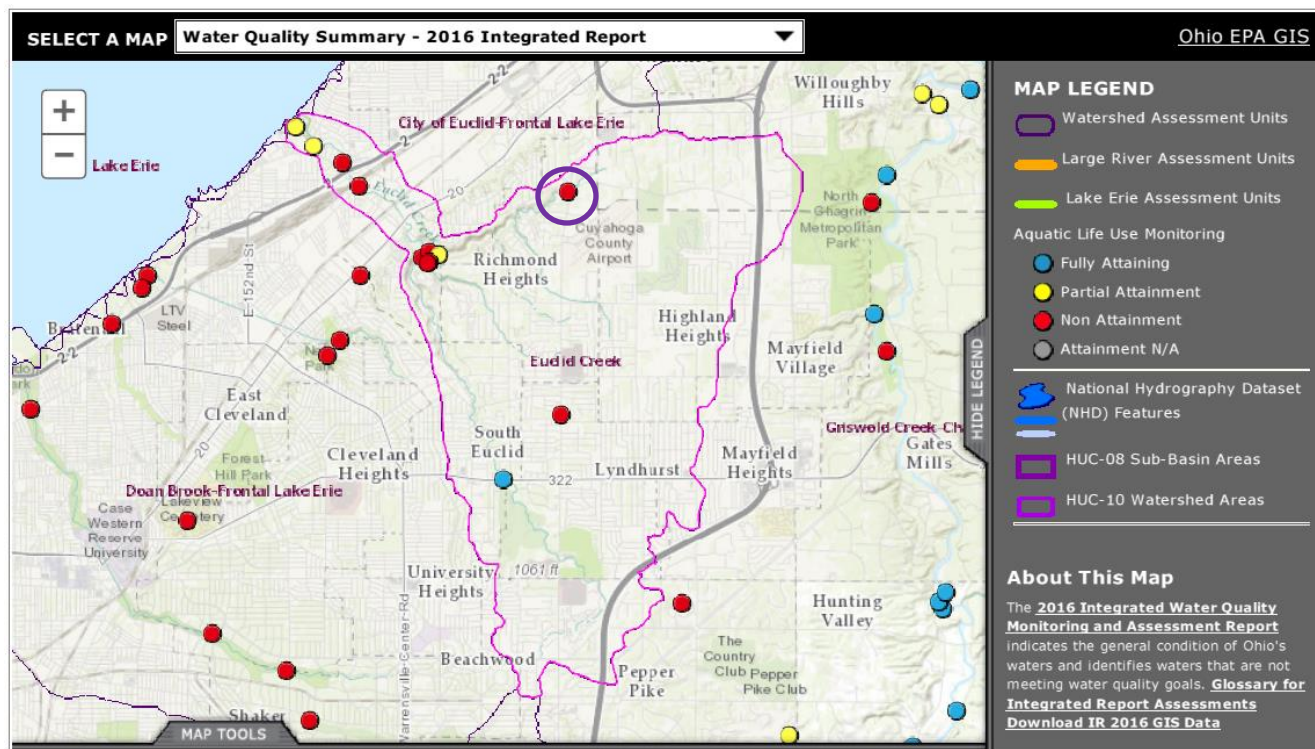 SELECT A MAP
Water Quality Summary - 2016 Integrated Report
Ohio EPA GIS
+
−
Lake Erie
City of Euclid-Frontal Lake Erie
Willoughby
Hills
2
20
Euclid Creek
North
Chagrin
Metropolitan
Park
Cuyahoga
County
Airport
Richmond
Heights
E 152nd St
LTV
Steel
Highland
Heights
Mayfield
Village
Euclid Creek
East
Cleveland
20
South
Euclid
Forest
Hill Park
Cleveland
Heights
322
Lyndhurst
Mayfield
Heights
Gates
Mills
Doan Brook-Frontal Lake Erie
Lakeview
Cemetery
Case
Western
Reserve
University
University
Heights
1061 ft
Hunting
Valley
Warrensville-Center-Rd
Beachwood
Pepper
Pike
The
Country
Club
Pepper
Pike Club
Shaker
MAP TOOLS
HIDE LEGEND
MAP LEGEND
Watershed Assessment Units
Large River Assessment Units
Lake Erie Assessment Units
Aquatic Life Use Monitoring
Fully Attaining
Partial Attainment
Non Attainment
Attainment N/A
National Hydrography Dataset
(NHD) Features
HUC-08 Sub-Basin Areas
HUC-10 Watershed Areas
About This Map
The 2016 Integrated Water Quality
Monitoring and Assessment Report
indicates the general condition of Ohio's
waters and identifies waters that are not
meeting water quality goals. Glossary for
Integrated Report Assessments
Download IR 2016 GIS Data